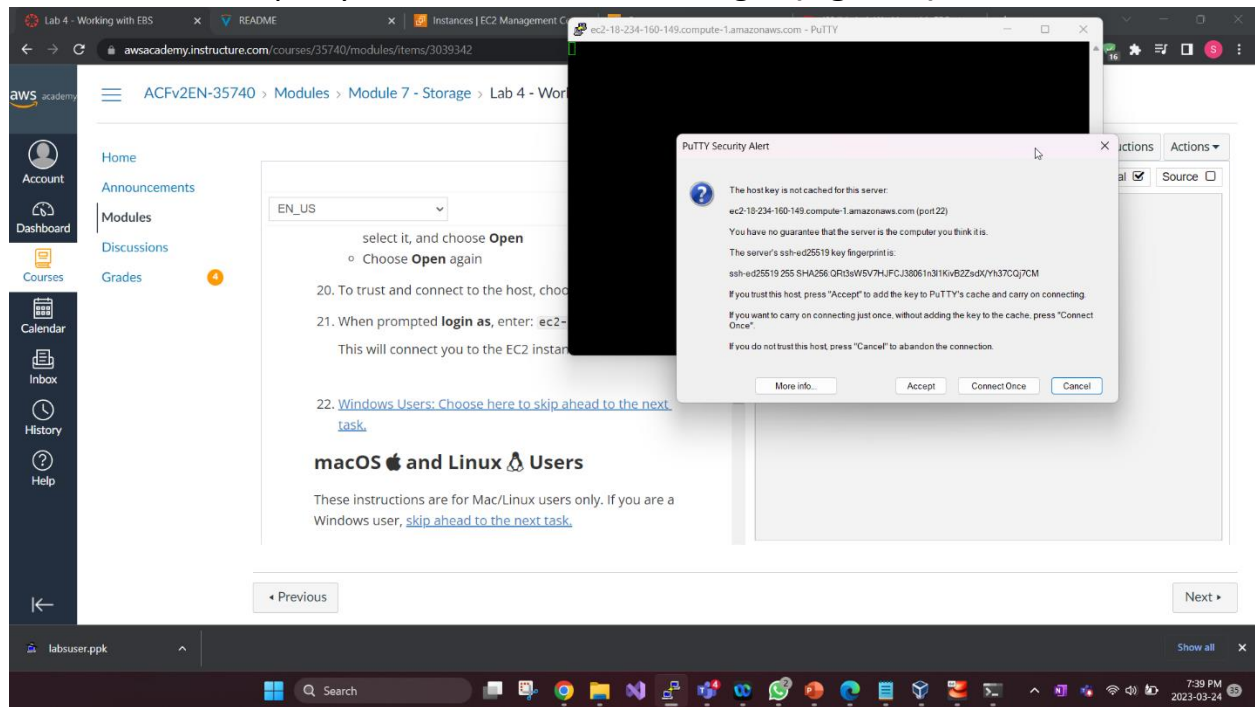 Lab 4 - Working with EBS
README
Instances | EC2 Management C
ec2-18-234-160-149.compute-1.amazonaws.com - PuTTY
awsacademy.instructure.com/courses/35740/modules/items/3039342
16
S
aws academy
ACFv2EN-35740 > Modules > Module 7 - Storage > Lab 4 - Wor
Account
Dashboard
Courses
Calendar
Inbox
History
Help
Home
Announcements
Modules
Discussions
Grades
4
uctions
Actions
al
Source
EN_US
select it, and choose Open
Choose Open again
20. To trust and connect to the host, choo
21. When prompted login as, enter: ec2-
This will connect you to the EC2 instan
22. Windows Users: Choose here to skip ahead to the next
task.
macOS and Linux Users
These instructions are for Mac/Linux users only. If you are a
Windows user, skip ahead to the next task.
PuTTY Security Alert
The host key is not cached for this server:
ec2-18-234-160-149.compute-1.amazonaws.com (port 22)
You have no guarantee that the server is the computer you think it is.
The server's ssh-ed25519 key fingerprint is:
ssh-ed25519 255 SHA256:QRt3sW5V7HJFCJ38061n3I1KivB2ZsdX/Yh37CQj7CM
If you trust this host, press "Accept" to add the key to PuTTY's cache and carry on connecting.
If you want to carry on connecting just once, without adding the key to the cache, press "Connect
Once".
If you do not trust this host, press "Cancel" to abandon the connection.
More info...
Accept
Connect Once
Cancel
Previous
Next
labsuser.ppk
Show all
Search
7:39 PM
2023-03-24